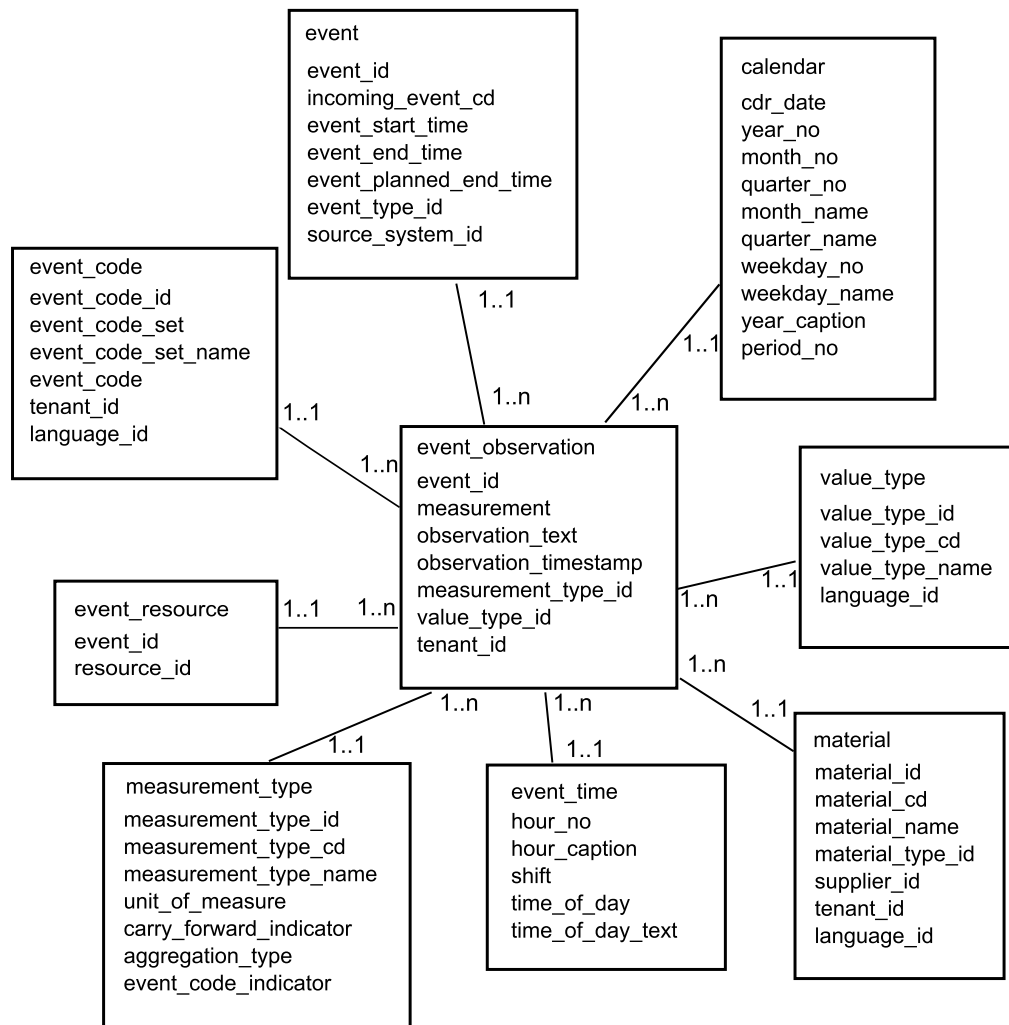 event
event_id
incoming_event_cd
event_start_time
event_end_time
event_planned_end_time
event_type_id
source_system_id
calendar
cdr_date
year_no
month_no
quarter_no
month_name
quarter_name
weekday_no
weekday_name
year_caption
period_no
event_code
event_code_id
event_code_set
event_code_set_name
event_code
tenant_id
language_id
1..1
1..n
1..1
1..n
1..1
1..n
event_observation
event_id
measurement
observation_text
observation_timestamp
measurement_type_id
value_type_id
tenant_id
value_type
value_type_id
value_type_cd
value_type_name
language_id
1..1
1..n
event_resource
event_id
resource_id
1..1
1..n
1..n
1..1
1..n
1..1
1..n
1..1
measurement_type
measurement_type_id
measurement_type_cd
measurement_type_name
unit_of_measure
carry_forward_indicator
aggregation_type
event_code_indicator
event_time
hour_no
hour_caption
shift
time_of_day
time_of_day_text
material
material_id
material_cd
material_name
material_type_id
supplier_id
tenant_id
language_id